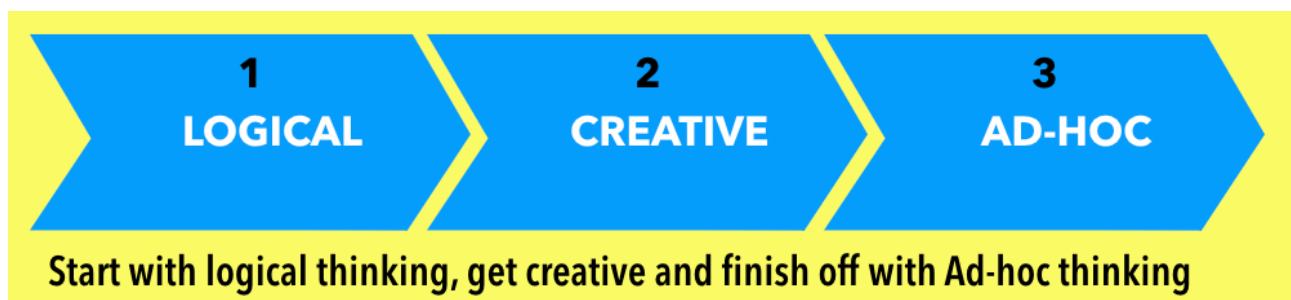 1
LOGICAL
2
CREATIVE
3
AD-HOC
Start with logical thinking, get creative and finish off with Ad-hoc thinking